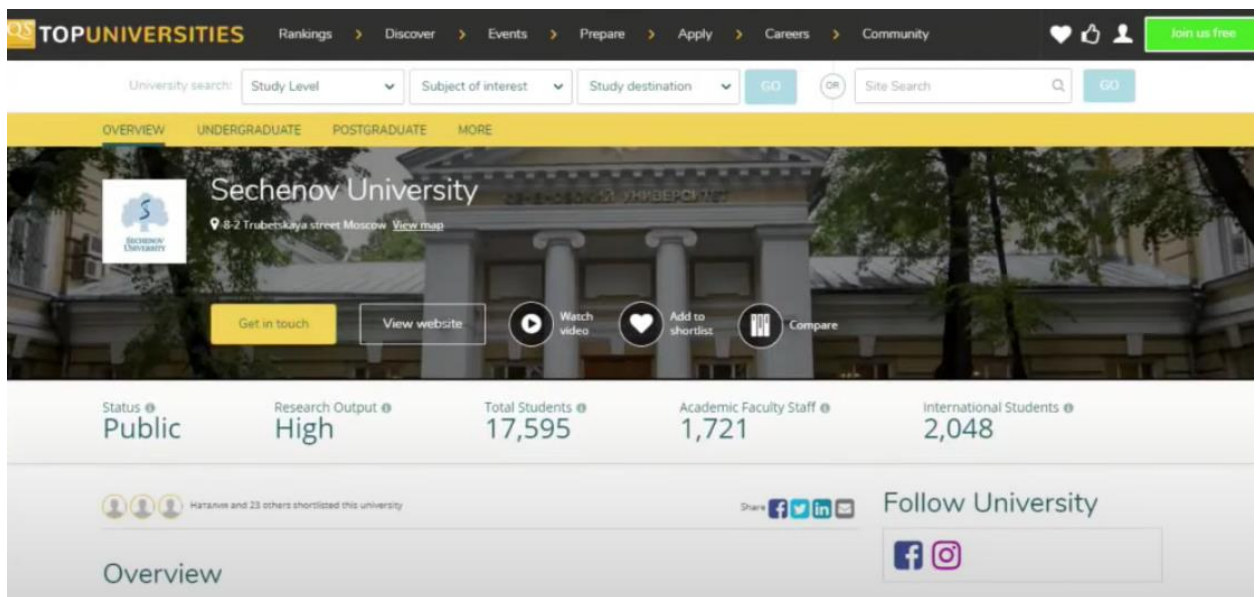 QS TOPUNIVERSITIES Rankings > Discover > Events > Prepare > Apply > Careers > Community Join us free
University search: Study Level Subject of interest Study destination GO OR Site Search GO
OVERVIEW UNDERGRADUATE POSTGRADUATE MORE
Sechenov University
8-2 Trubetskaya street Moscow View map
S
SECHENOV
UNIVERSITY
Get in touch View website Watch video Add to shortlist Compare
Status Research Output Total Students Academic Faculty Staff International Students
Public High 17,595 1,721 2,048
Наталия and 23 others shortlisted this university Share
Follow University
Overview